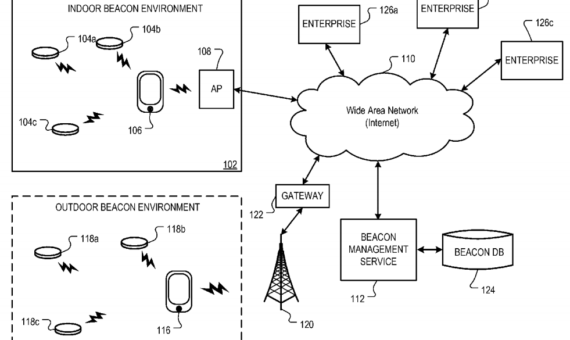 INDOOR BEACON ENVIRONMENT
104a
104b
104c
106
108
AP
102
126a
ENTERPRISE
ENTERPRISE
126c
ENTERPRISE
110
Wide Area Network
(Internet)
OUTDOOR BEACON ENVIRONMENT
118a
118b
118c
116
GATEWAY
122
120
BEACON
MANAGEMENT
SERVICE
112
BEACON DB
124